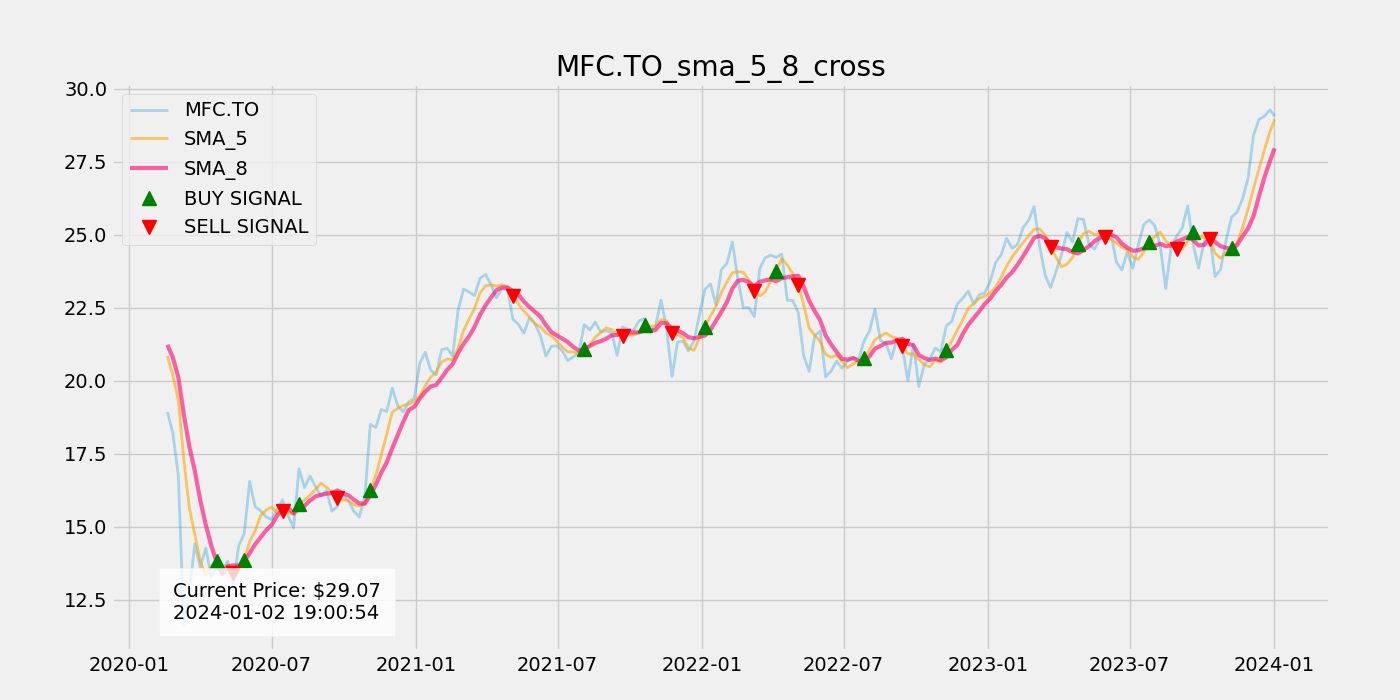 MFC.TO_sma_5_8_cross
30.0
27.5
25.0
22.5
20.0
17.5
15.0
12.5
MFC.TO
SMA_5
SMA_8
BUY SIGNAL
SELL SIGNAL
Current Price: $29.07
2024-01-02 19:00:54
2020-01 2020-07 2021-01 2021-07 2022-01 2022-07 2023-01 2023-07 2024-01